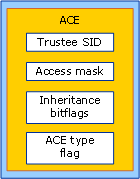 ACE
Trustee SID
Access mask
Inheritance
bitflags
ACE type
flag